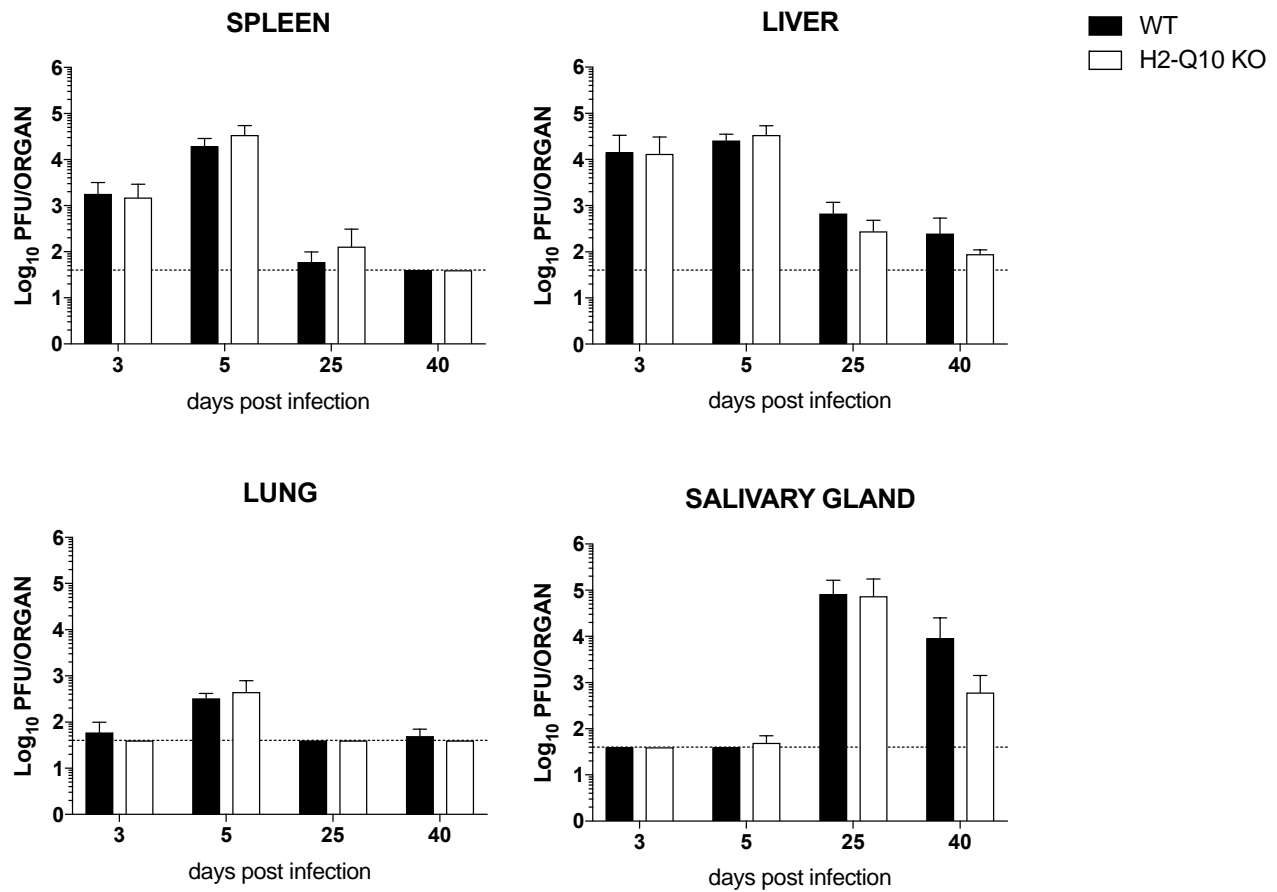 SPLEEN
6
5
4
3
2
1
0
Log10 PFU/ORGAN
3 5 25 40
days post infection
LIVER
6
5
4
3
2
1
0
Log10 PFU/ORGAN
3 5 25 40
days post infection
WT
H2-Q10 KO
LUNG
6
5
4
3
2
1
0
Log10 PFU/ORGAN
3 5 25 40
days post infection
SALIVARY GLAND
6
5
4
3
2
1
0
Log10 PFU/ORGAN
3 5 25 40
days post infection